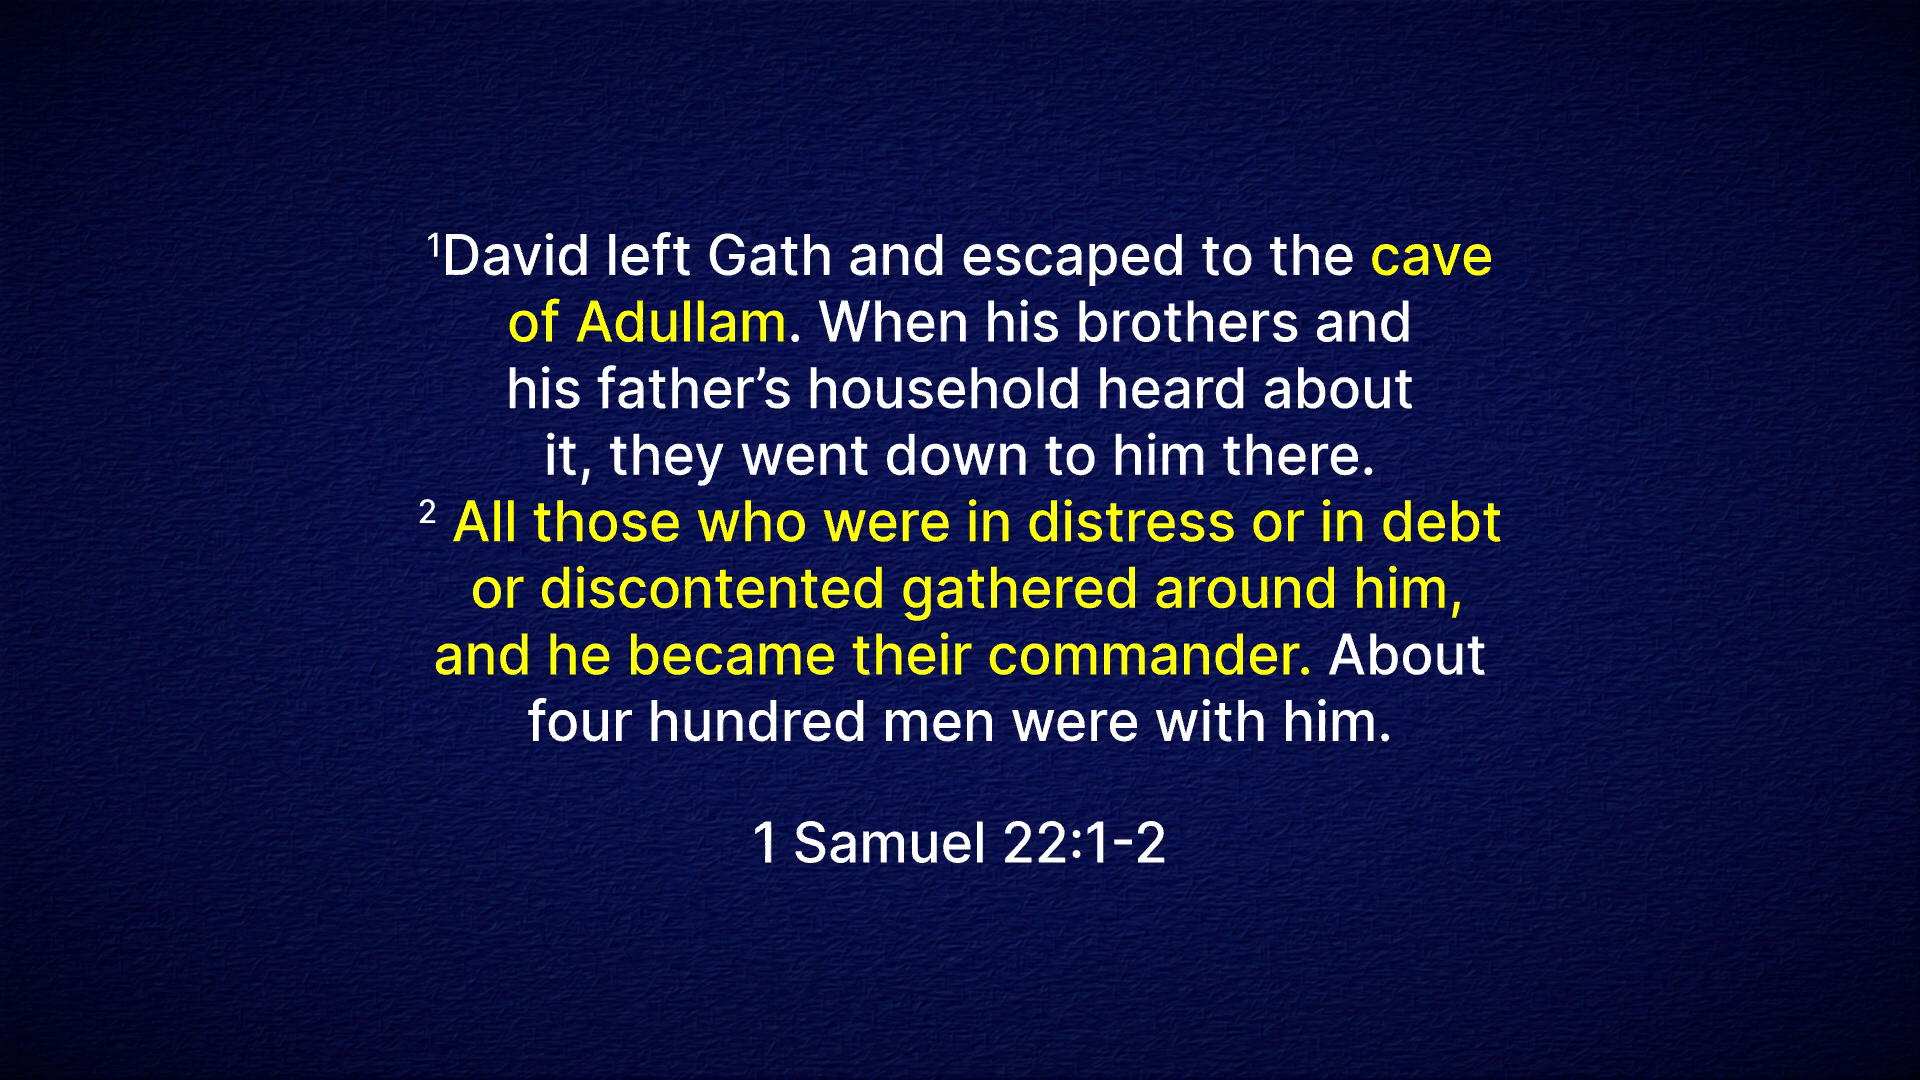 ¹David left Gath and escaped to the cave
of Adullam. When his brothers and
his father’s household heard about
it, they went down to him there.
² All those who were in distress or in debt
or discontented gathered around him,
and he became their commander. About
four hundred men were with him.
1 Samuel 22:1-2